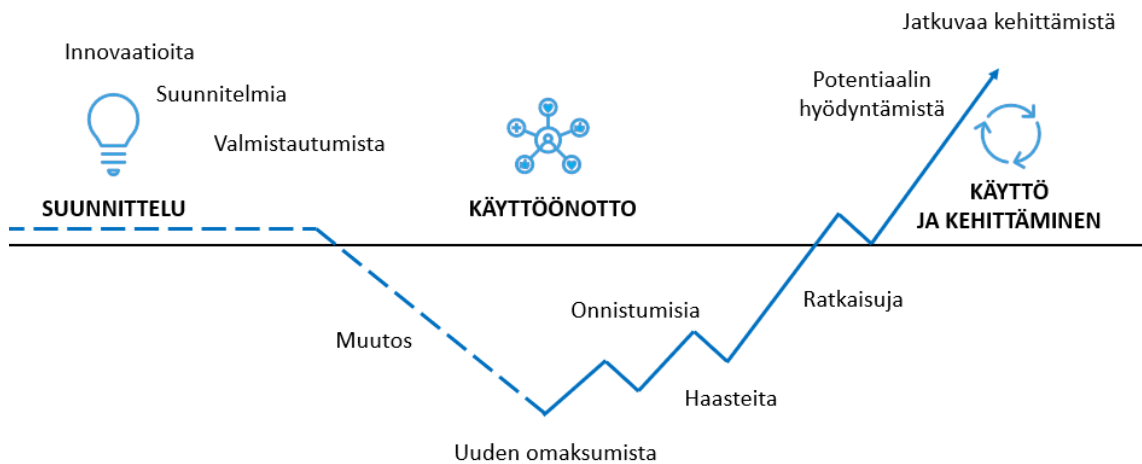 Innovaatioita
Suunnitelmia
Valmistautumista
SUUNNITTELU
Muutos
KÄYTTÖÖNOTTO
Uuden omaksumista
Onnistumisia
Haasteita
Ratkaisuja
Potentiaalin
hyödyntämistä
Jatkuvaa kehittämistä
KÄYTTÖ
JA KEHITTÄMINEN